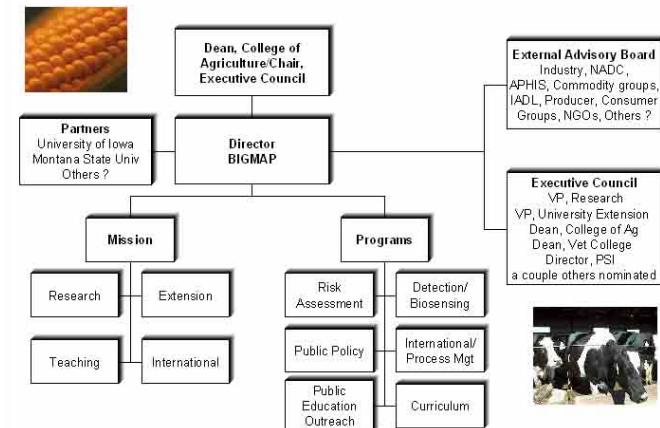 Dean, College of
Agriculture/Chair,
Executive Council
External Advisory Board
Industry, NADC,
APHIS, Commodity groups,
IADL, Producer, Consumer
Groups, NGOs, Others ?
Partners
University of Iowa
Montana State Univ
Others ?
Director
BIGMAP
Executive Council
VP, Research
VP, University Extension
Dean, College of Ag
Dean, Vet College
Director, PSI
a couple others nominated
Mission
Programs
Research
Extension
Teaching
International
Risk
Assessment
Detection/
Biosensing
Public Policy
International/
Process Mgt
Public
Education
Outreach
Curriculum